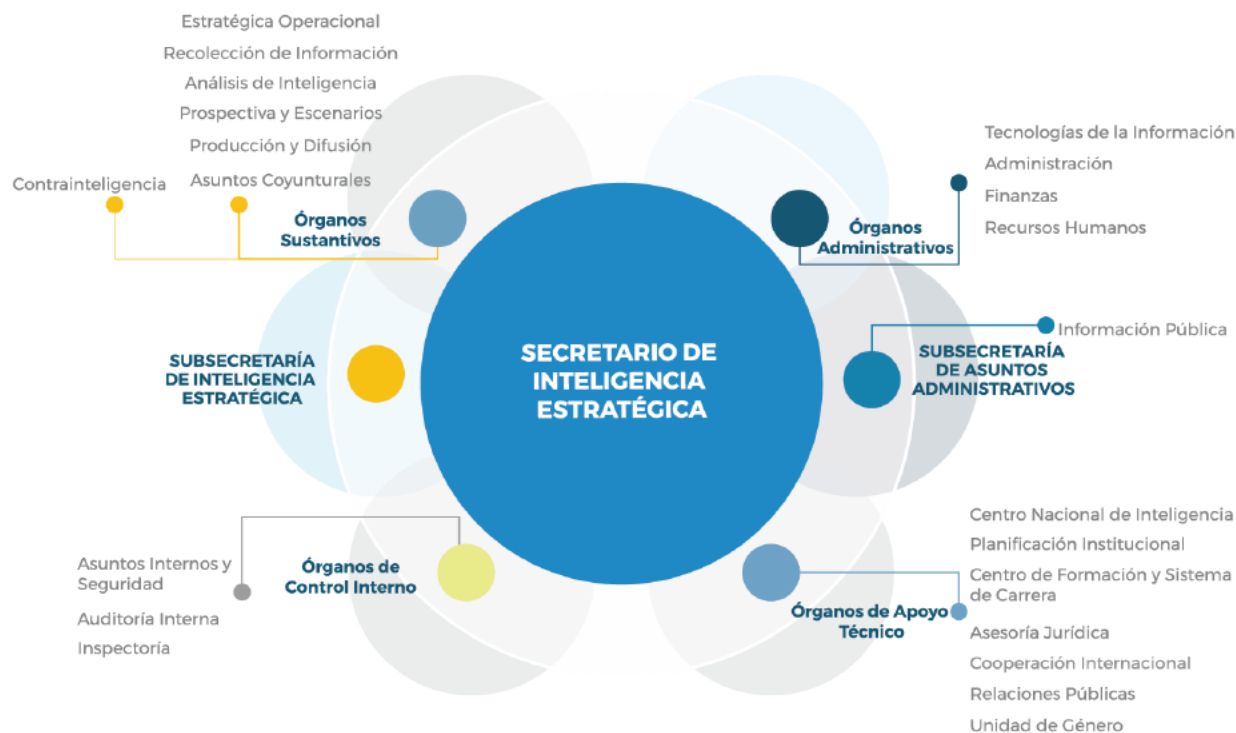 Estratégica Operacional
Recolección de Información
Análisis de Inteligencia
Prospectiva y Escenarios
Producción y Difusión
Contrainteligencia
Asuntos Coyunturales
Órganos
Sustantivos
Tecnologías de la Información
Administración
Finanzas
Recursos Humanos
Órganos
Administrativos
SUBSECRETARÍA
DE INTELIGENCIA
ESTRATÉGICA
SECRETARIO DE
INTELIGENCIA
ESTRATÉGICA
Información Pública
SUBSECRETARÍA
DE ASUNTOS
ADMINISTRATIVOS
Asuntos Internos y
Seguridad
Auditoría Interna
Inspectoría
Órganos de
Control Interno
Órganos de Apoyo
Técnico
Centro Nacional de Inteligencia
Planificación Institucional
Centro de Formación y Sistema
de Carrera
Asesoría Jurídica
Cooperación Internacional
Relaciones Públicas
Unidad de Género